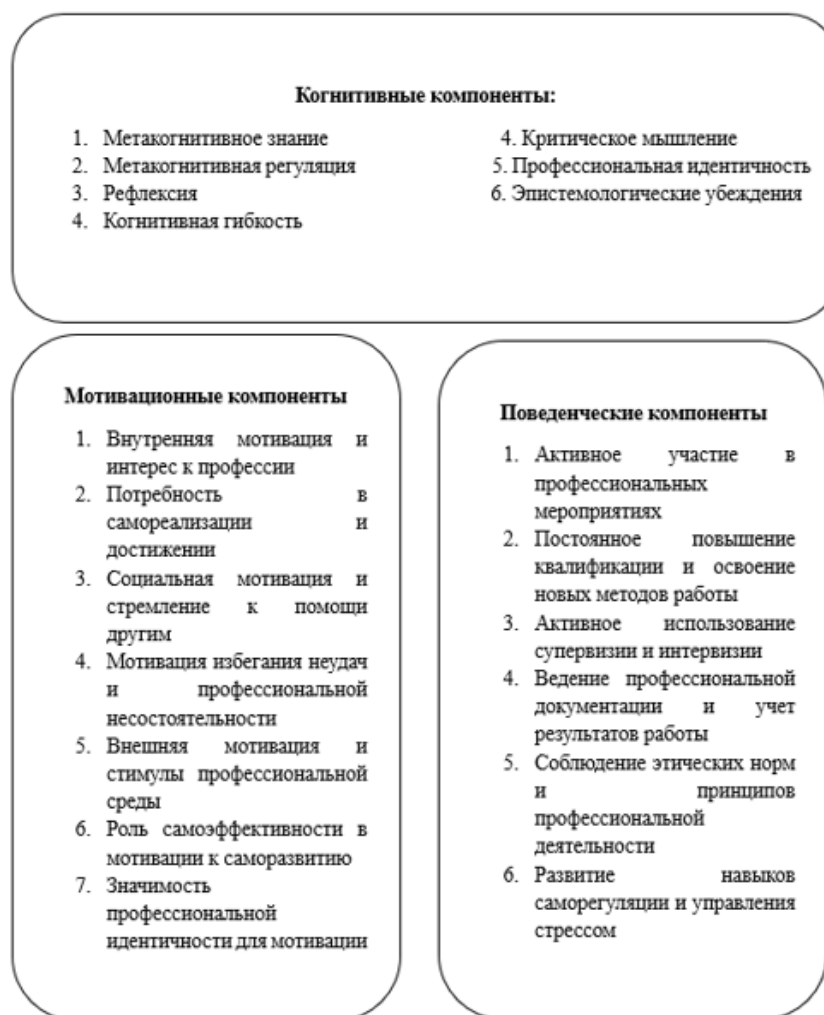 Когнитивные компоненты:
1. Метакогнитивное знание
2. Метакогнитивная регуляция
3. Рефлексия
4. Когнитивная гибкость
4. Критическое мышление
5. Профессиональная идентичность
6. Эпистемологические убеждения
Мотивационные компоненты
1. Внутренняя мотивация и
интерес к профессии
2. Потребность в
самореализации и
достижении
3. Социальная мотивация и
стремление к помощи
другим
4. Мотивация избегания неудач
и профессиональной
несостоятельности
5. Внешняя мотивация и
стимулы профессиональной
среды
6. Роль самоэффективности в
мотивации к саморазвитию
7. Значимость
профессиональной
идентичности для мотивации
Поведенческие компоненты
1. Активное участие в
профессиональных
мероприятиях
2. Постоянное повышение
квалификации и освоение
новых методов работы
3. Активное использование
супервизии и интервизии
4. Ведение профессиональной
документации и учет
результатов работы
5. Соблюдение этических норм
и принципов
профессиональной
деятельности
6. Развитие навыков
саморегуляции и управления
стрессом